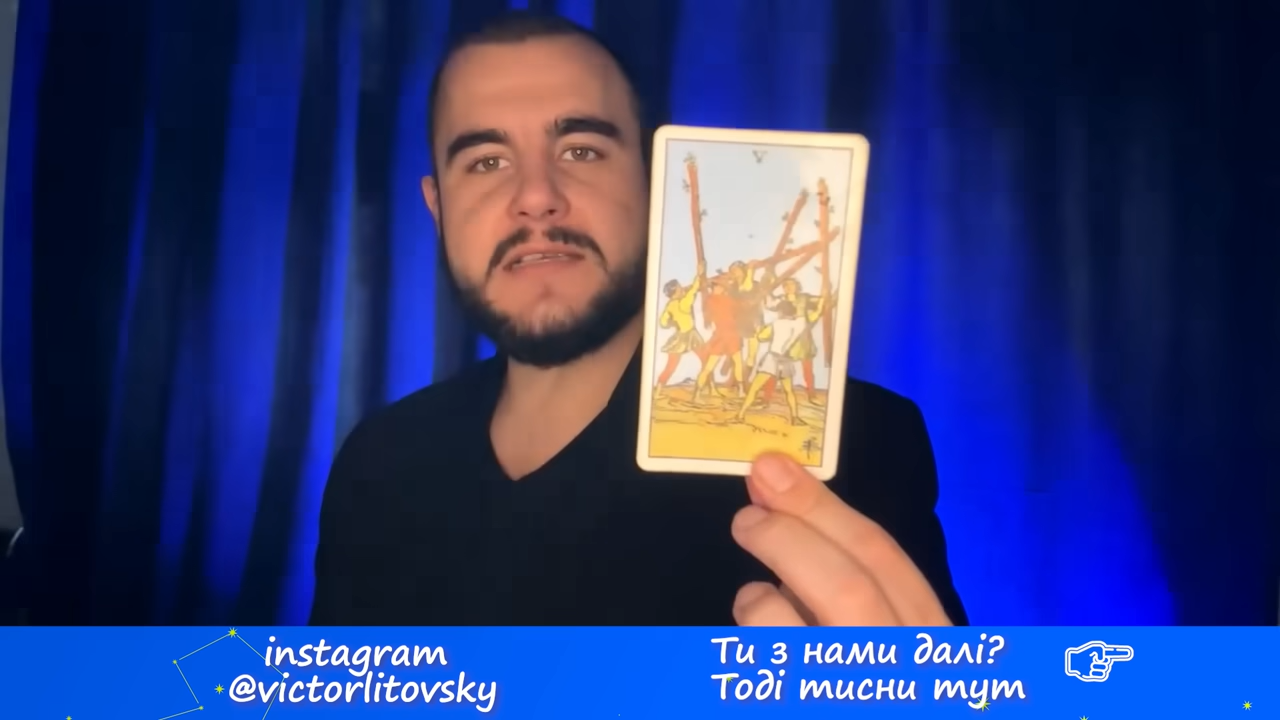 V
instagram
@victorlitovsky
Ти з нами далі?
Тоді тисни тут